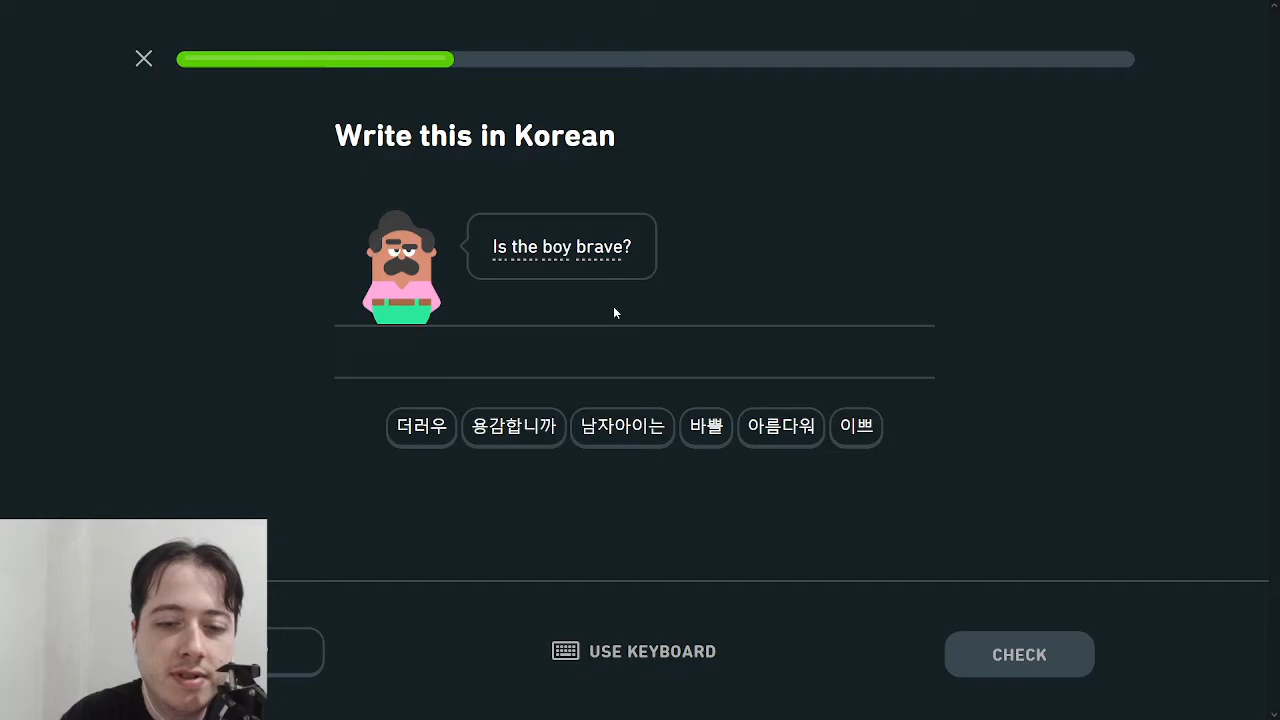 Write this in Korean
Is the boy brave?
더러우 용감합니까 남자아이는 바쁠 아름다워 이쁘
USE KEYBOARD
CHECK